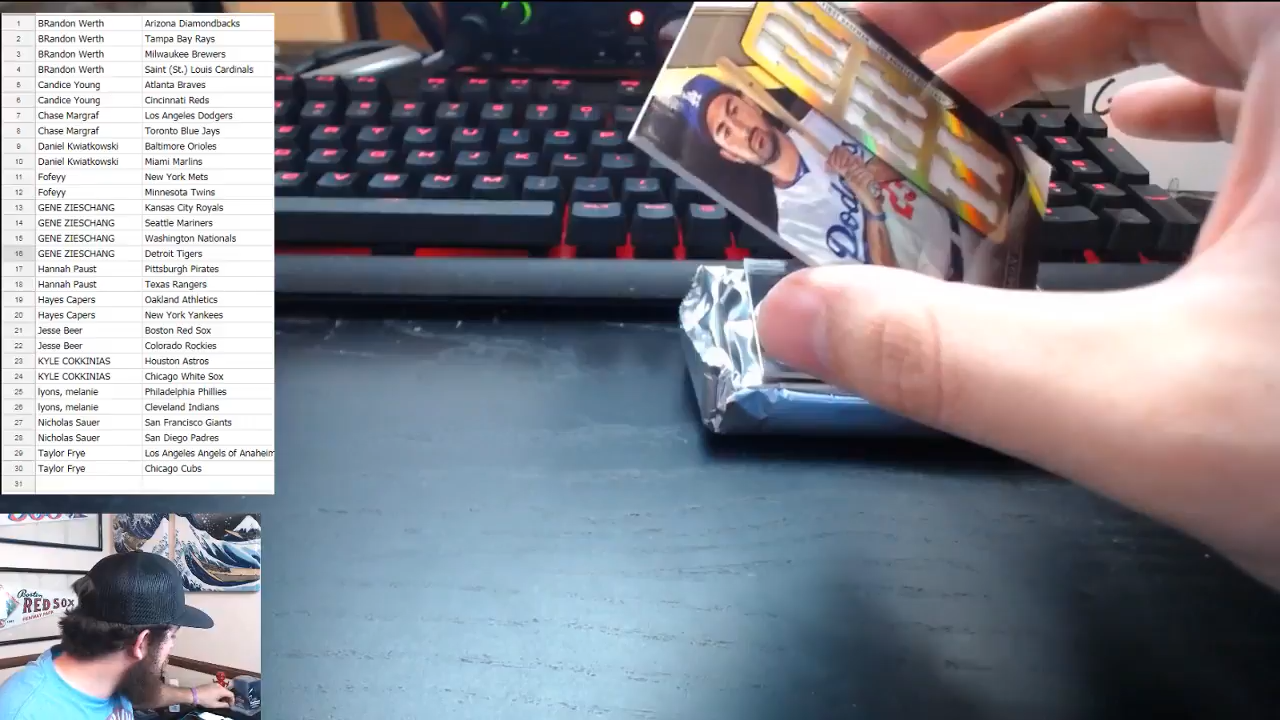 1 BRandon Werth Arizona Diamondbacks
2 BRandon Werth Tampa Bay Rays
3 BRandon Werth Milwaukee Brewers
4 BRandon Werth Saint (St.) Louis Cardinals
5 Candice Young Atlanta Braves
6 Candice Young Cincinnati Reds
7 Chase Margraf Los Angeles Dodgers
8 Chase Margraf Toronto Blue Jays
9 Daniel Kwiatkowski Baltimore Orioles
10 Daniel Kwiatkowski Miami Marlins
11 Fofeyy New York Mets
12 Fofeyy Minnesota Twins
13 GENE ZIESCHANG Kansas City Royals
14 GENE ZIESCHANG Seattle Mariners
15 GENE ZIESCHANG Washington Nationals
16 GENE ZIESCHANG Detroit Tigers
17 Hannah Paust Pittsburgh Pirates
18 Hannah Paust Texas Rangers
19 Hayes Capers Oakland Athletics
20 Hayes Capers New York Yankees
21 Jesse Beer Boston Red Sox
22 Jesse Beer Colorado Rockies
23 KYLE COKKINIAS Houston Astros
24 KYLE COKKINIAS Chicago White Sox
25 lyons, melanie Philadelphia Phillies
26 lyons, melanie Cleveland Indians
27 Nicholas Sauer San Francisco Giants
28 Nicholas Sauer San Diego Padres
29 Taylor Frye Los Angeles Angels of Anaheim
30 Taylor Frye Chicago Cubs
31
Dodgers
23
Boston
RED SOX
FENWAY PARK